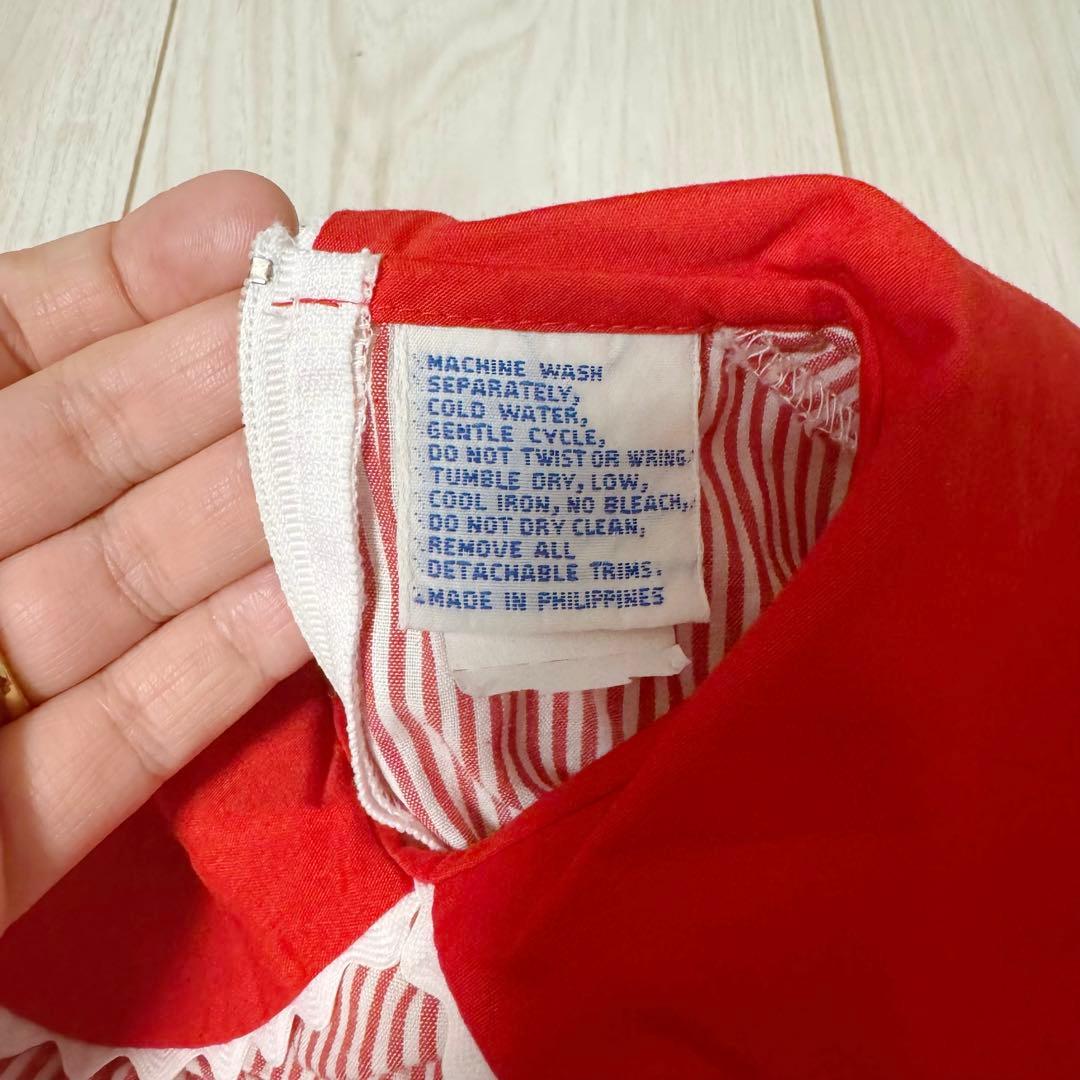 MACHINE WASH
SEPARATELY,
COLD WATER,
GENTLE CYCLE,
DO NOT TWIST OR WRING
TUMBLE DRY, LOW,
COOL IRON, NO BLEACH,
DO NOT DRY CLEAN,
REMOVE ALL
DETACHABLE TRIMS.
MADE IN PHILIPPINES